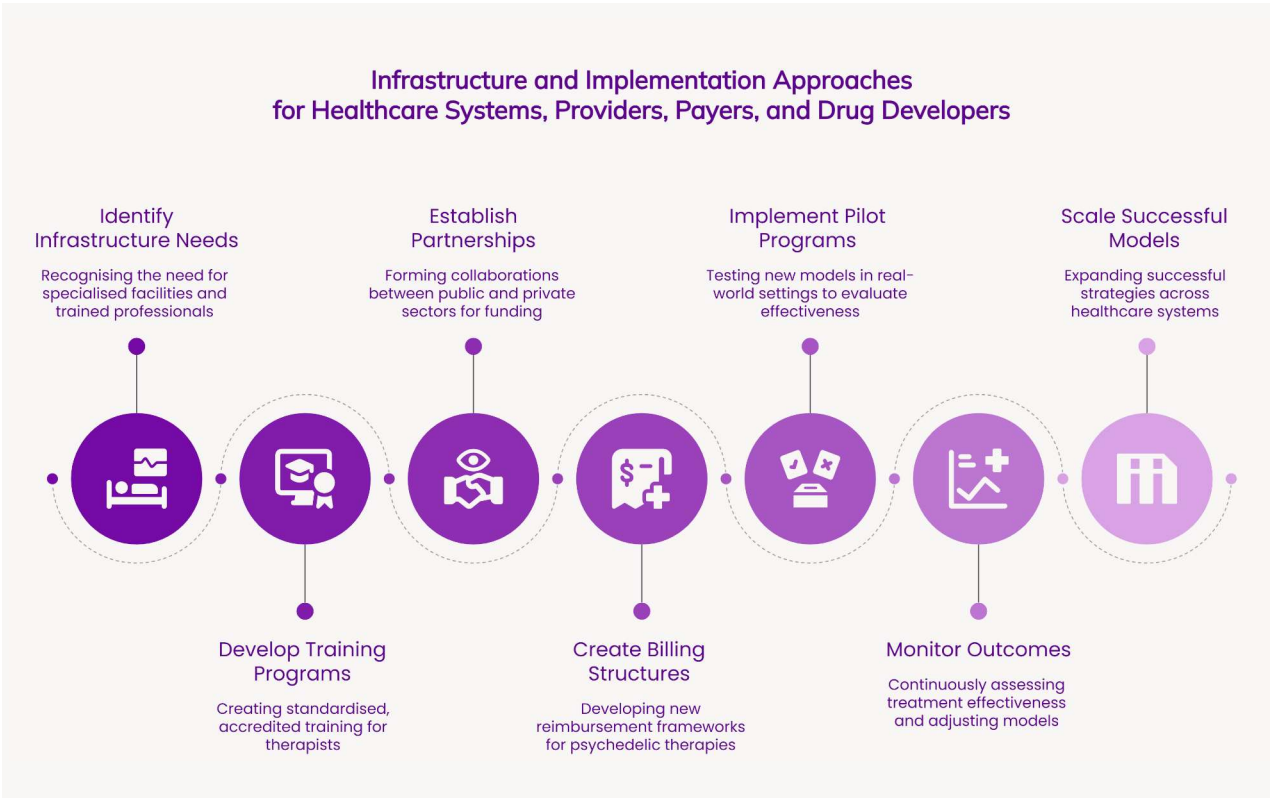 Infrastructure and Implementation Approaches
for Healthcare Systems, Providers, Payers, and Drug Developers
Identify
Infrastructure Needs
Recognising the need for
specialised facilities and
trained professionals
Develop Training
Programs
Creating standardised,
accredited training for
therapists
Establish
Partnerships
Forming collaborations
between public and private
sectors for funding
Create Billing
Structures
Developing new
reimbursement frameworks
for psychedelic therapies
Implement Pilot
Programs
Testing new models in real-
world settings to evaluate
effectiveness
Monitor Outcomes
Continuously assessing
treatment effectiveness
and adjusting models
Scale Successful
Models
Expanding successful
strategies across
healthcare systems